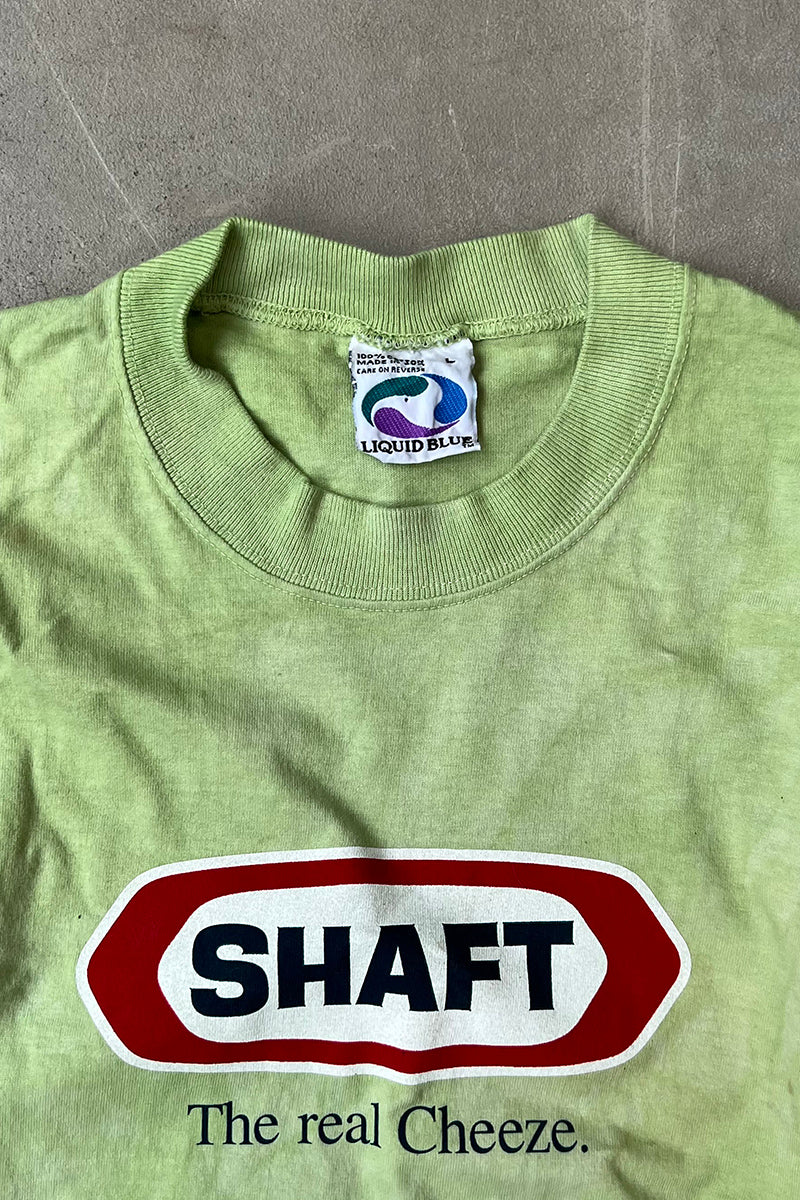 100%
MADE IN
L
CARE ON REVERSE
LIQUID BLUE
SHAFT
The real Cheeze.